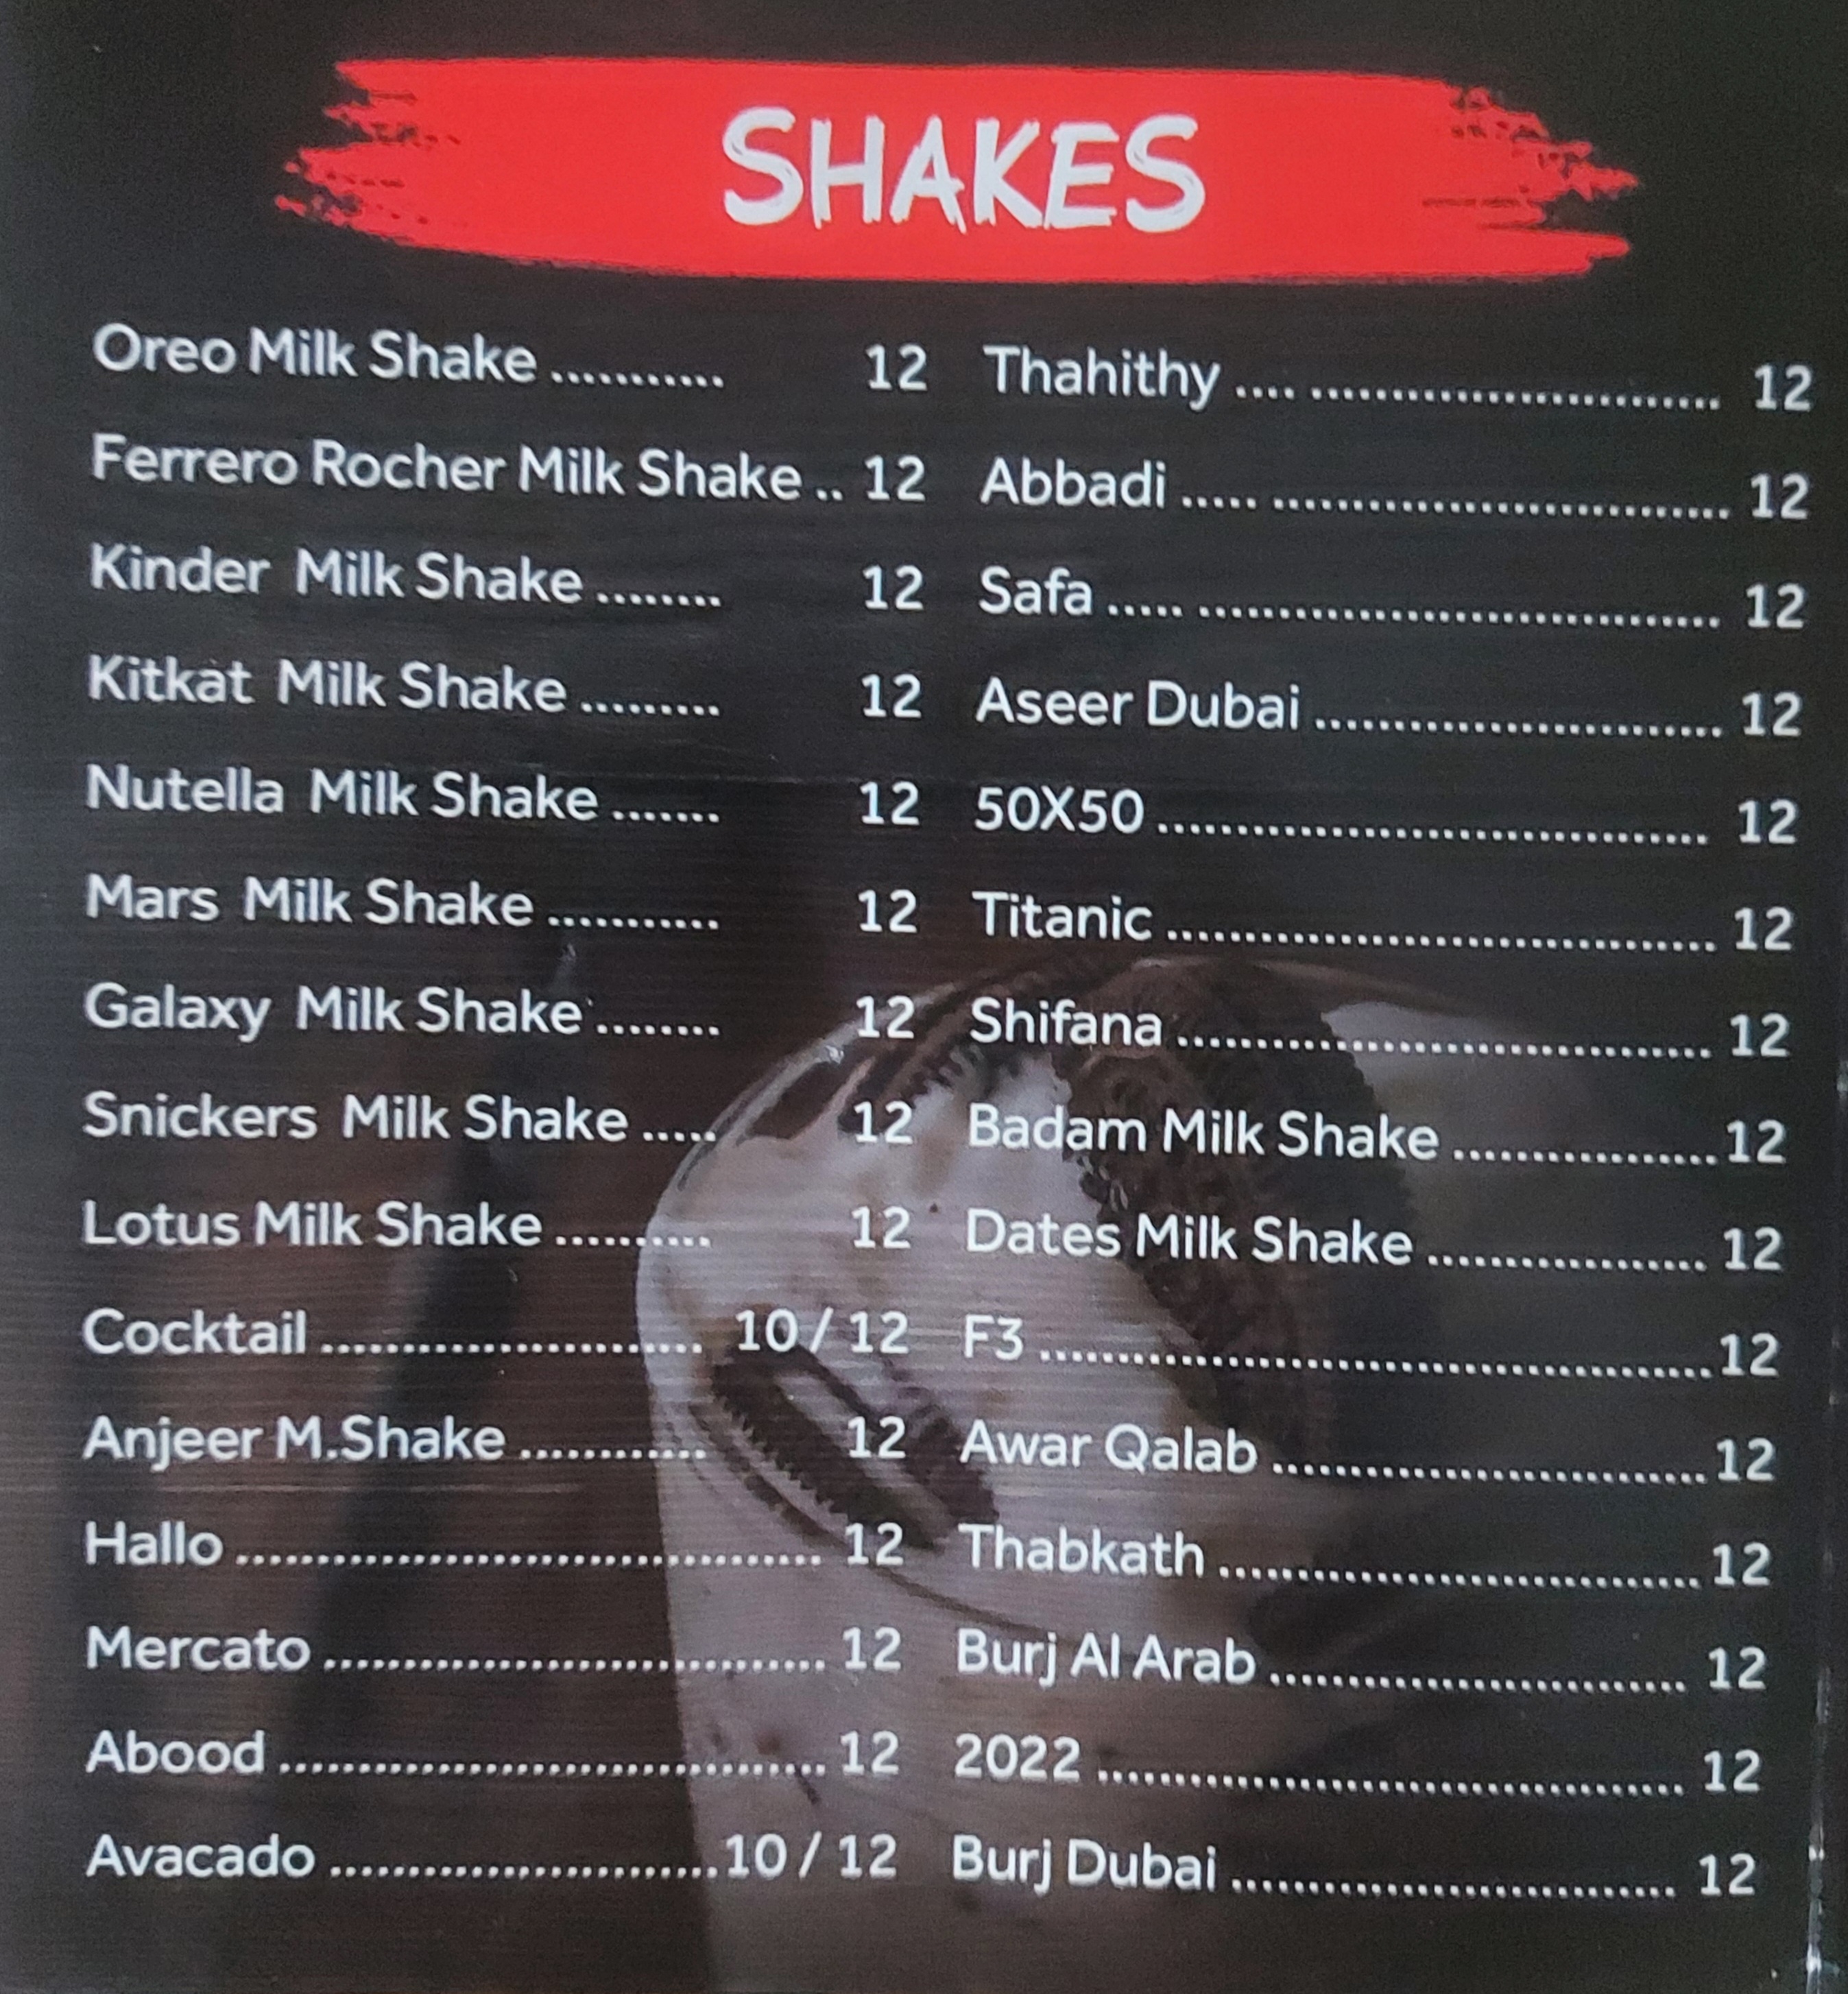 SHAKES
Oreo Milk Shake ........... 12
Ferrero Rocher Milk Shake .. 12
Kinder Milk Shake ........ 12
Kitkat Milk Shake ......... 12
Nutella Milk Shake ....... 12
Mars Milk Shake ........... 12
Galaxy Milk Shake ........ 12
Snickers Milk Shake ..... 12
Lotus Milk Shake .......... 12
Cocktail ........................ 10 / 12
Anjeer M.Shake ............ 12
Hallo ..................................... 12
Mercato ................................ 12
Abood ................................... 12
Avacado ........................ 10 / 12
Thahithy .... .......................... 12
Abbadi ..... ............................. 12
Safa ..... ................................. 12
Aseer Dubai .......................... 12
50X50 ................................... 12
Titanic ................................... 12
Shifana .................................. 12
Badam Milk Shake ................. 12
Dates Milk Shake .................. 12
F3 .......................................... 12
Awar Qalab ............................ 12
Thabkath ............................... 12
Burj Al Arab ........................... 12
2022 ...................................... 12
Burj Dubai ............................. 12